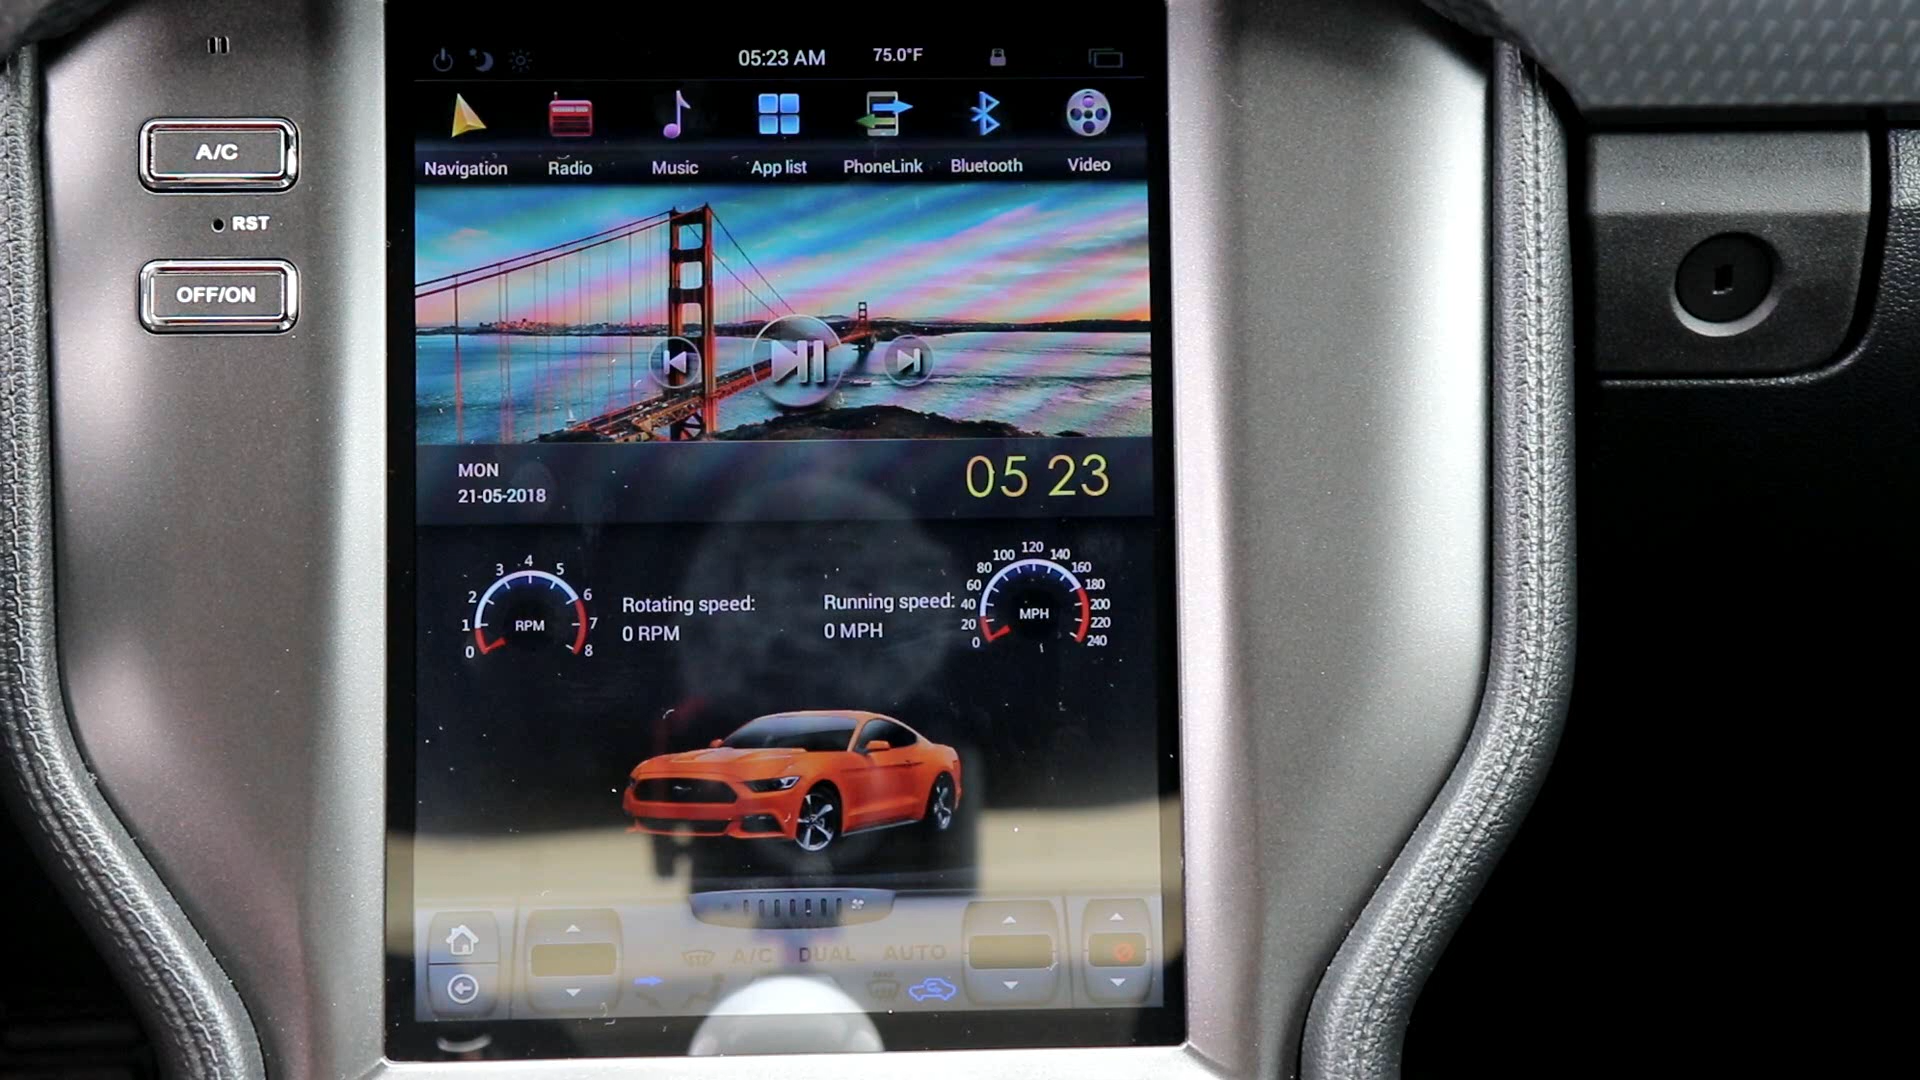 05:23 AM 75.0°F
Navigation Radio Music App list PhoneLink Bluetooth Video
A/C
RST
OFF/ON
MON
21-05-2018
05 23
0 1 2 3 4 5 6 7 8
RPM
Rotating speed:
0 RPM
Running speed:
0 MPH
0 20 40 60 80 100 120 140 160 180 200 220 240
MPH
A/C DUAL AUTO